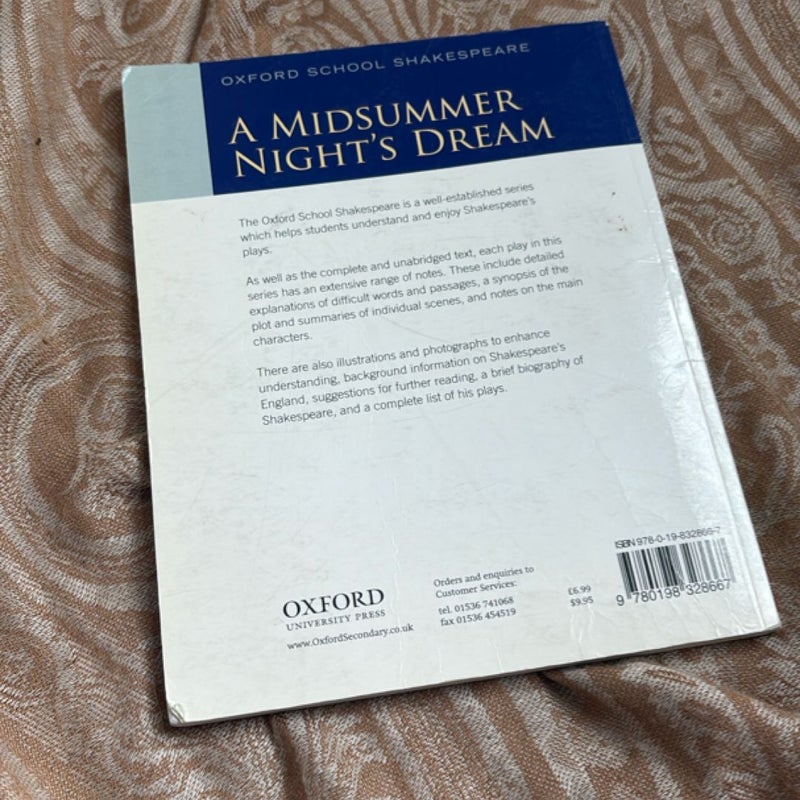 OXFORD SCHOOL SHAKESPEARE
A MIDSUMMER
NIGHT'S DREAM
The Oxford School Shakespeare is a well-established series
which helps students understand and enjoy Shakespeare's
plays.
As well as the complete and unabridged text, each play in this
series has an extensive range of notes. These include detailed
explanations of difficult words and passages, a synopsis of the
plot and summaries of individual scenes, and notes on the main
characters.
There are also illustrations and photographs to enhance
understanding, background information on Shakespeare's
England, suggestions for further reading, a brief biography of
Shakespeare, and a complete list of his plays.
OXFORD
UNIVERSITY PRESS
www.OxfordSecondary.co.uk
Orders and enquiries to
Customer Services:
tel. 01536 741068
fax 01536 454519
£6.99
$9.95
ISBN 978-0-19-832866-7
9 780198 328667